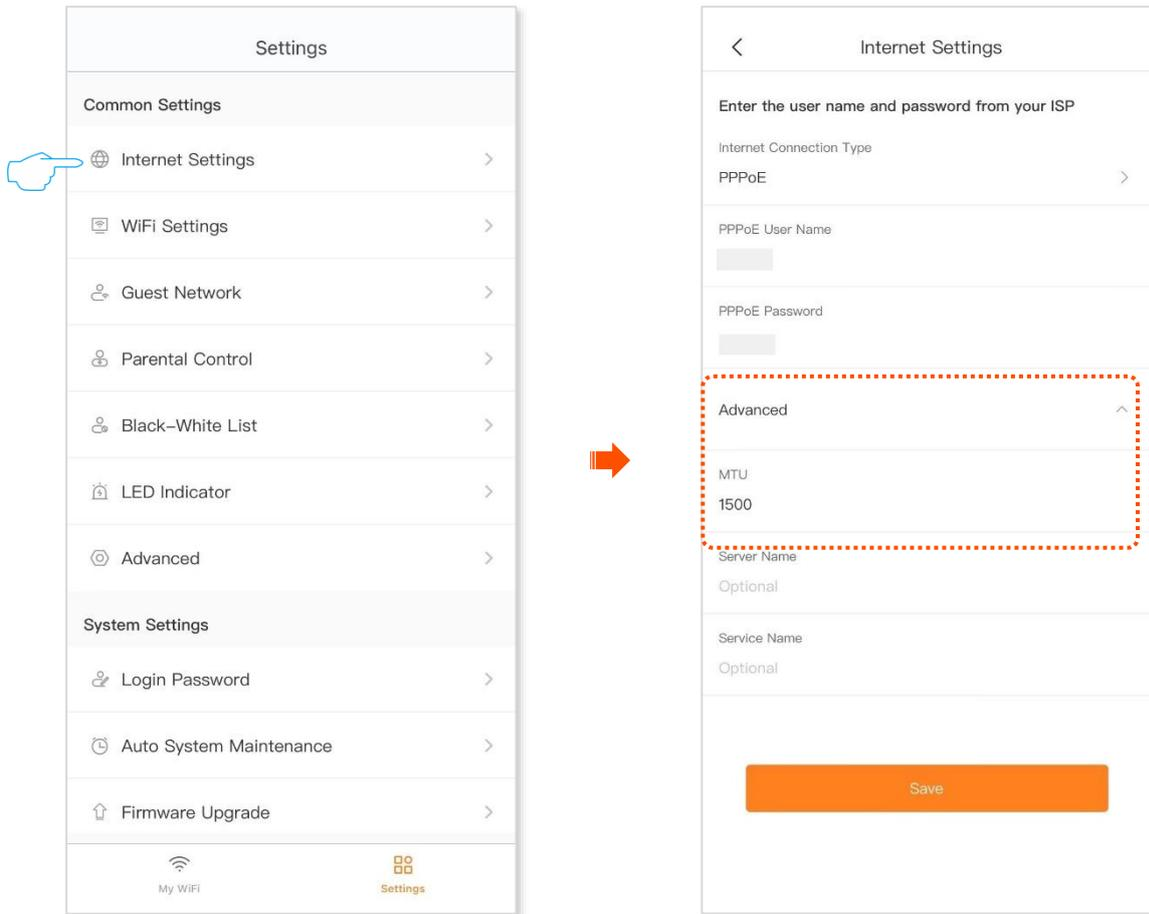 Settings
Common Settings
Internet Settings
WiFi Settings
Guest Network
Parental Control
Black-White List
LED Indicator
Advanced
System Settings
Login Password
Auto System Maintenance
Firmware Upgrade
My WiFi
Settings
Internet Settings
Enter the user name and password from your ISP
Internet Connection Type
PPPoE
PPPoE User Name
PPPoE Password
Advanced
MTU
1500
Server Name
Optional
Service Name
Optional
Save